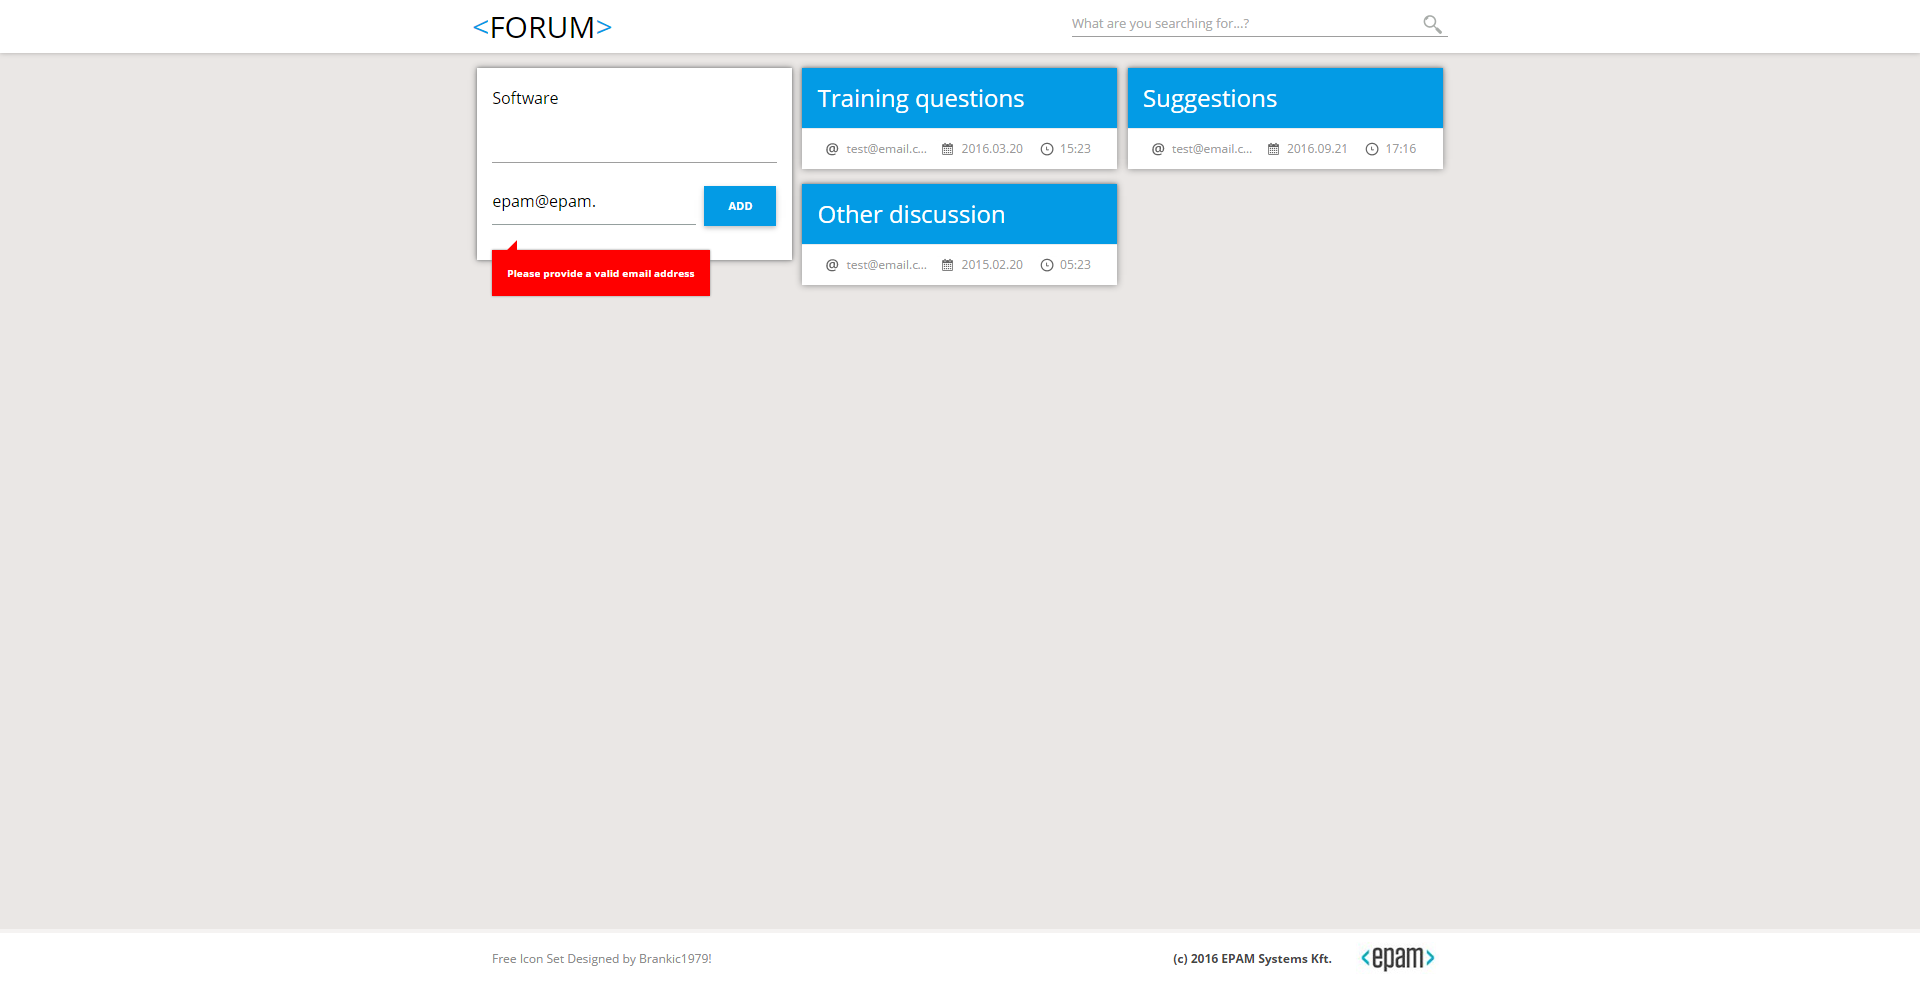 <FORUM>
What are you searching for...?
Software
epam@epam.
ADD
Please provide a valid email address
Training questions
@ test@email.c... 2016.03.20 15:23
Suggestions
@ test@email.c... 2016.09.21 17:16
Other discussion
@ test@email.c... 2015.02.20 05:23
Free Icon Set Designed by Brankic1979!
(c) 2016 EPAM Systems Kft.
<epam>